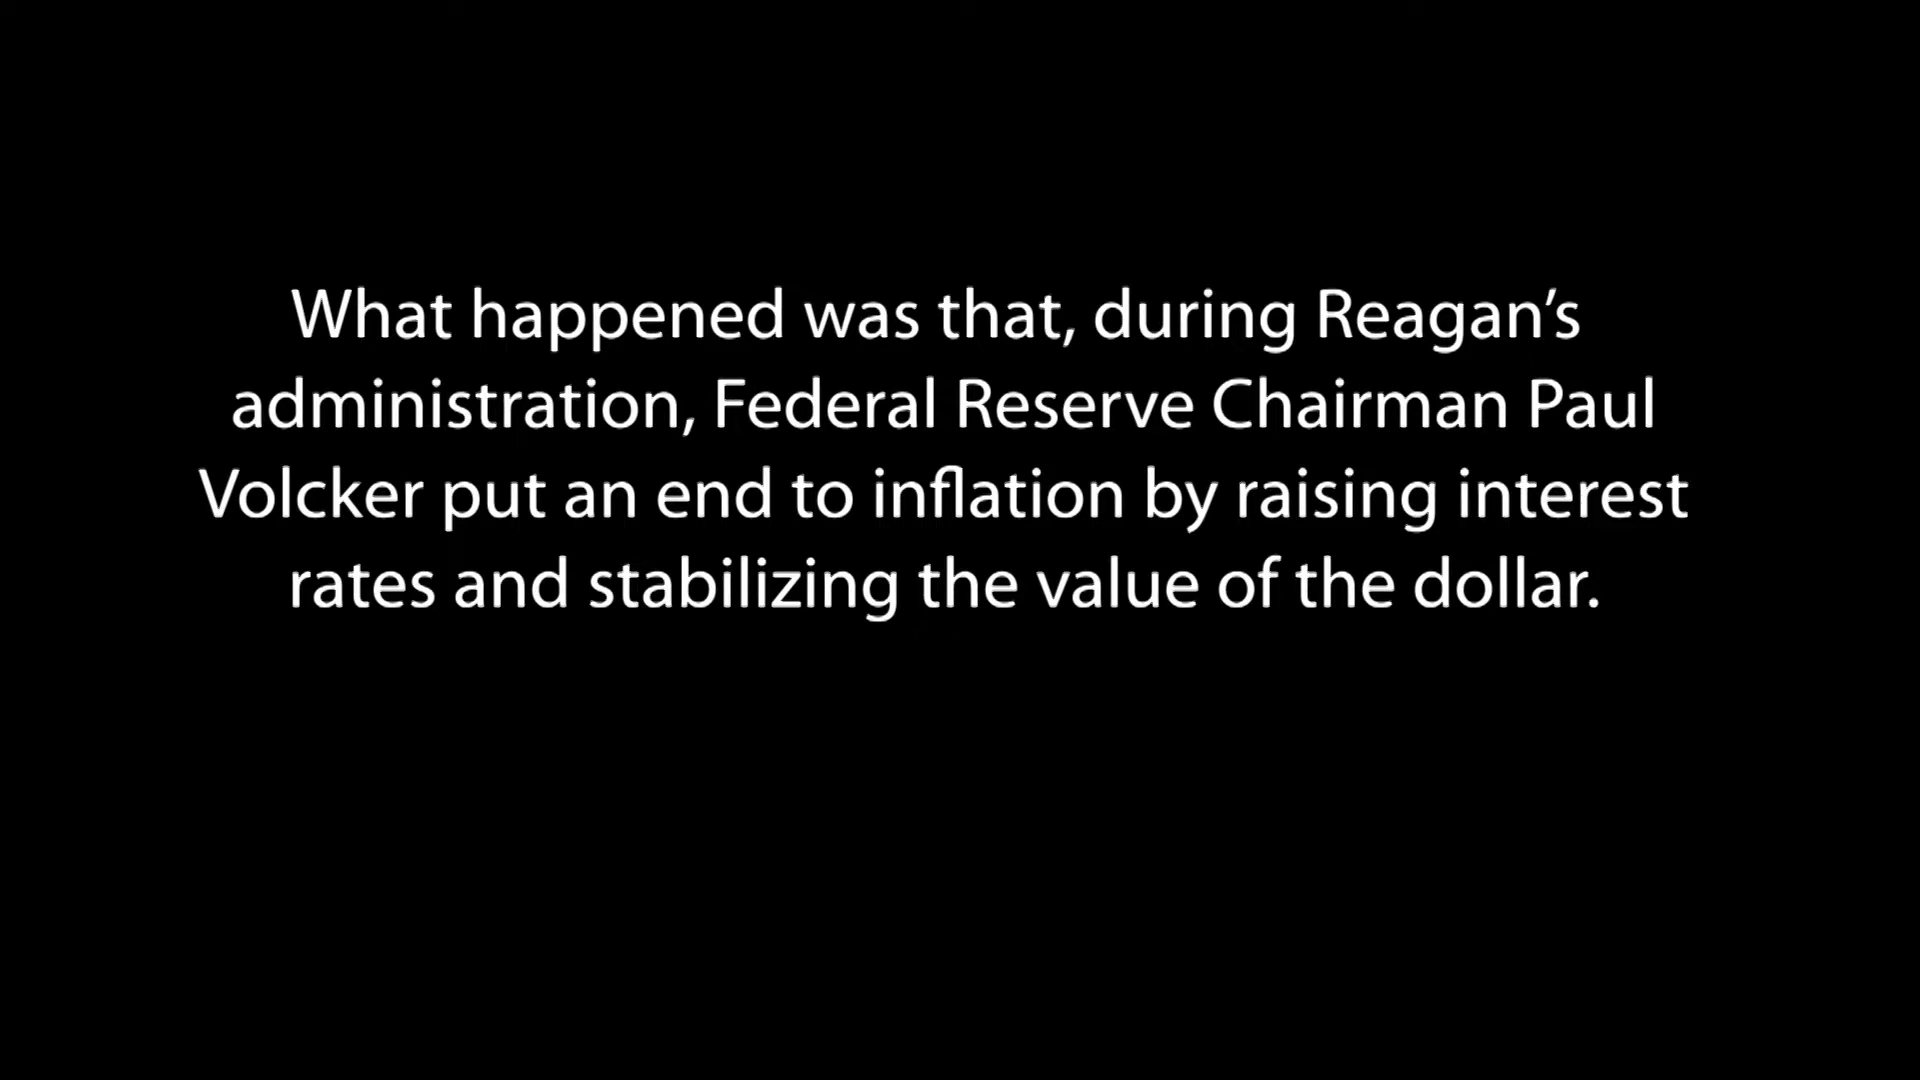 What happened was that, during Reagan’s
administration, Federal Reserve Chairman Paul
Volcker put an end to inflation by raising interest
rates and stabilizing the value of the dollar.